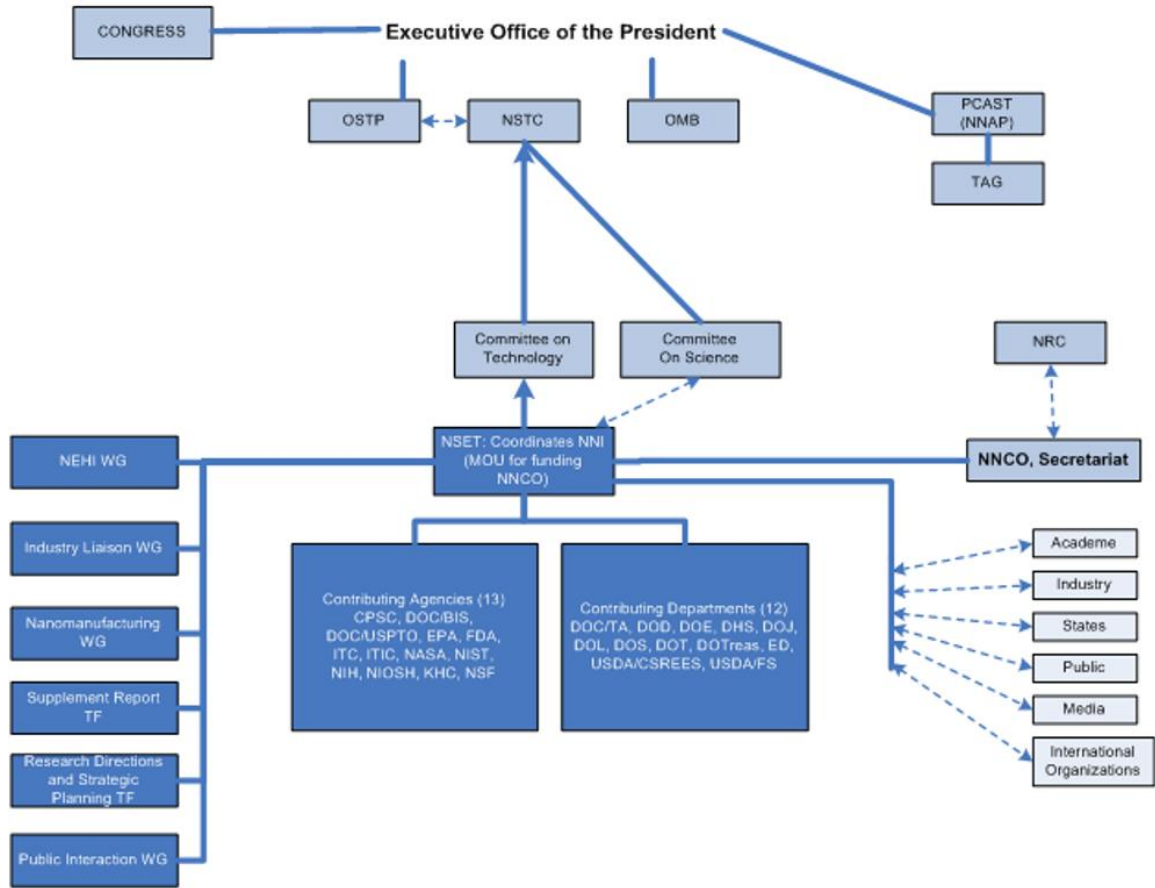 CONGRESS
Executive Office of the President
OSTP
NSTC
OMB
PCAST
(NNAP)
TAG
Committee on
Technology
Committee
On Science
NRC
NEHI WG
NSET: Coordinates NNI
(MOU for funding
NNCO)
NNCO, Secretariat
Industry Liaison WG
Nanomanufacturing
WG
Supplement Report
TF
Research Directions
and Strategic
Planning TF
Public Interaction WG
Contributing Agencies (13)
CPSC, DOC/BIS,
DOC/USPTO, EPA, FDA,
ITC, ITIC, NASA, NIST,
NIH, NIOSH, KHC, NSF
Contributing Departments (12)
DOC/TA, DOD, DOE, DHS, DOJ,
DOL, DOS, DOT, DOTreas, ED,
USDA/CSREES, USDA/FS
Academe
Industry
States
Public
Media
International
Organizations